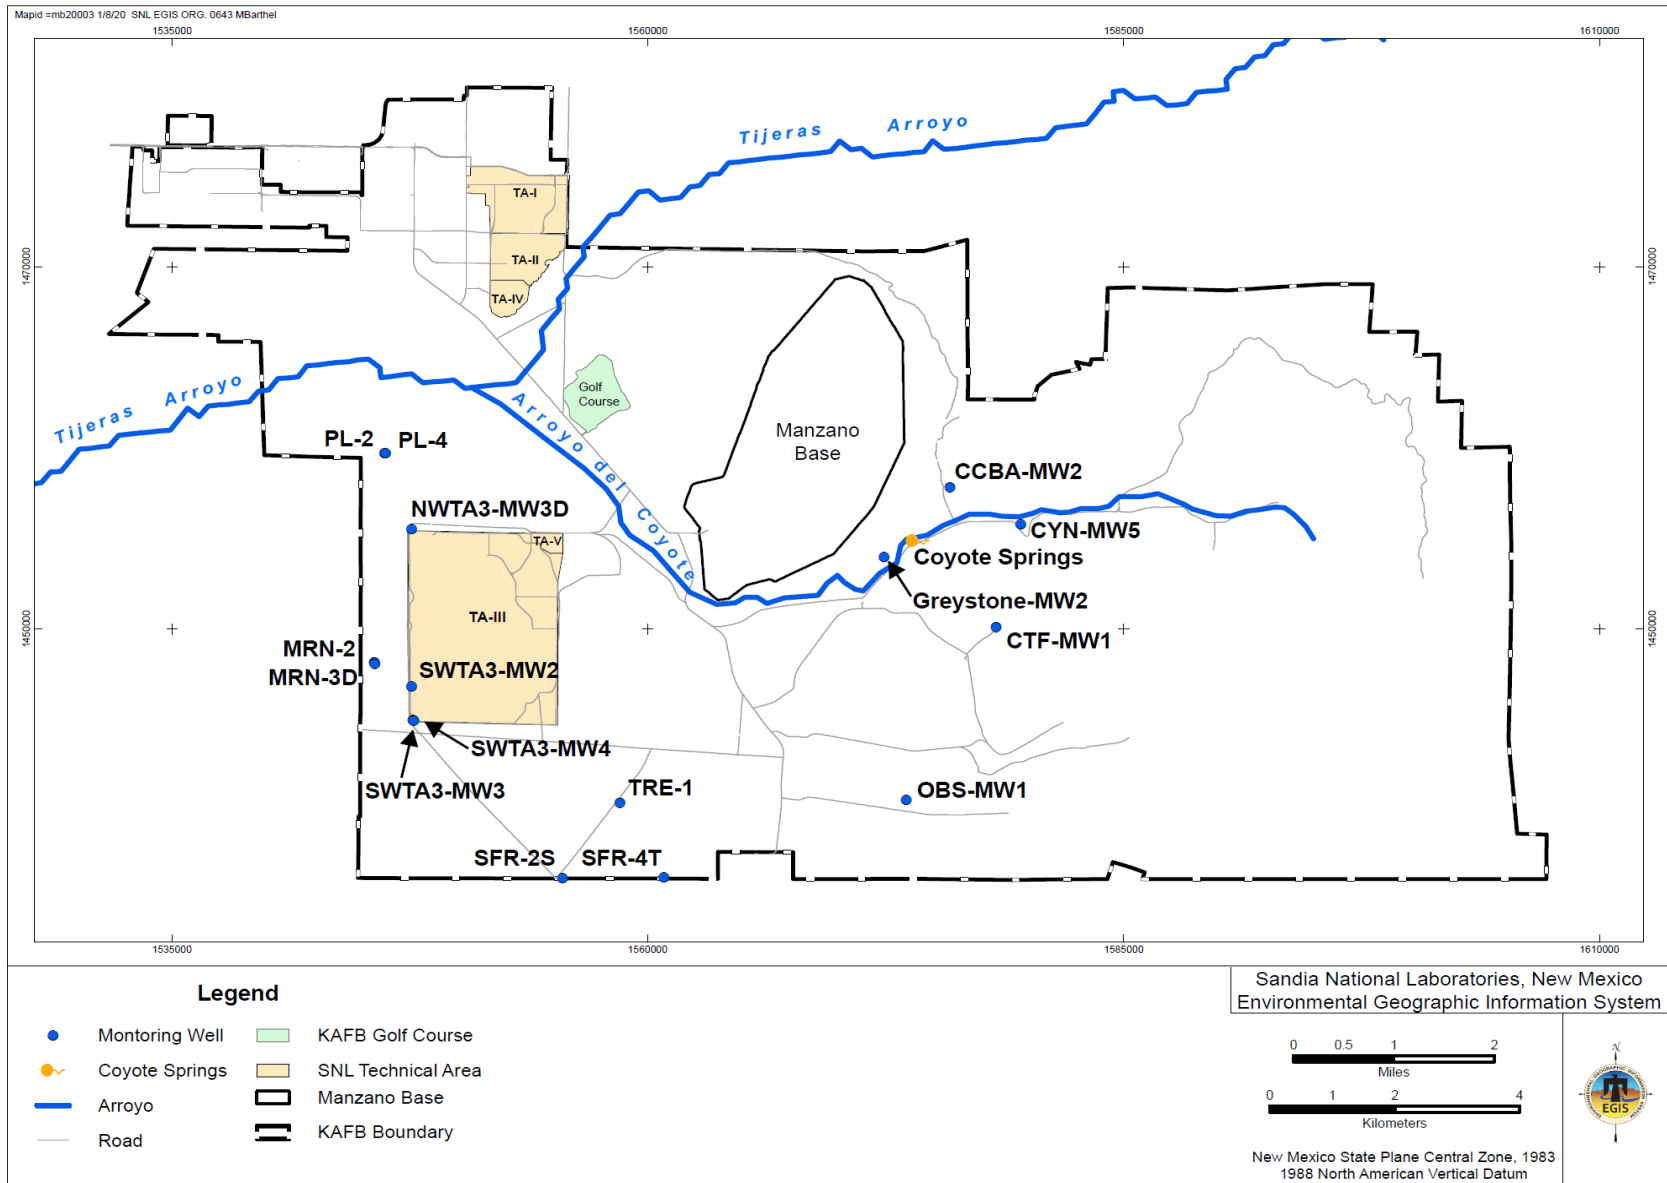 Mapid =mb20003 1/8/20 SNL EGIS ORG. 0643 MBarthel
1535000
1560000
1585000
1610000
Tijeras Arroyo
TA-I
1470000
TA-II
1470000
TA-IV
Tijeras Arroyo
Golf
Course
Arroyo del Coyote
Manzano
Base
PL-2
PL-4
CCBA-MW2
NWTA3-MW3D
CYN-MW5
TA-V
Coyote Springs
Greystone-MW2
TA-III
1450000
1450000
CTF-MW1
MRN-2
MRN-3D
SWTA3-MW2
SWTA3-MW4
SWTA3-MW3
TRE-1
OBS-MW1
SFR-2S
SFR-4T
1535000
1560000
1585000
1610000
Legend
Montoring Well
Coyote Springs
Arroyo
Road
KAFB Golf Course
SNL Technical Area
Manzano Base
KAFB Boundary
Sandia National Laboratories, New Mexico
Environmental Geographic Information System
0 0.5 1 2
Miles
0 1 2 4
Kilometers
New Mexico State Plane Central Zone, 1983
1988 North American Vertical Datum
N
EGIS